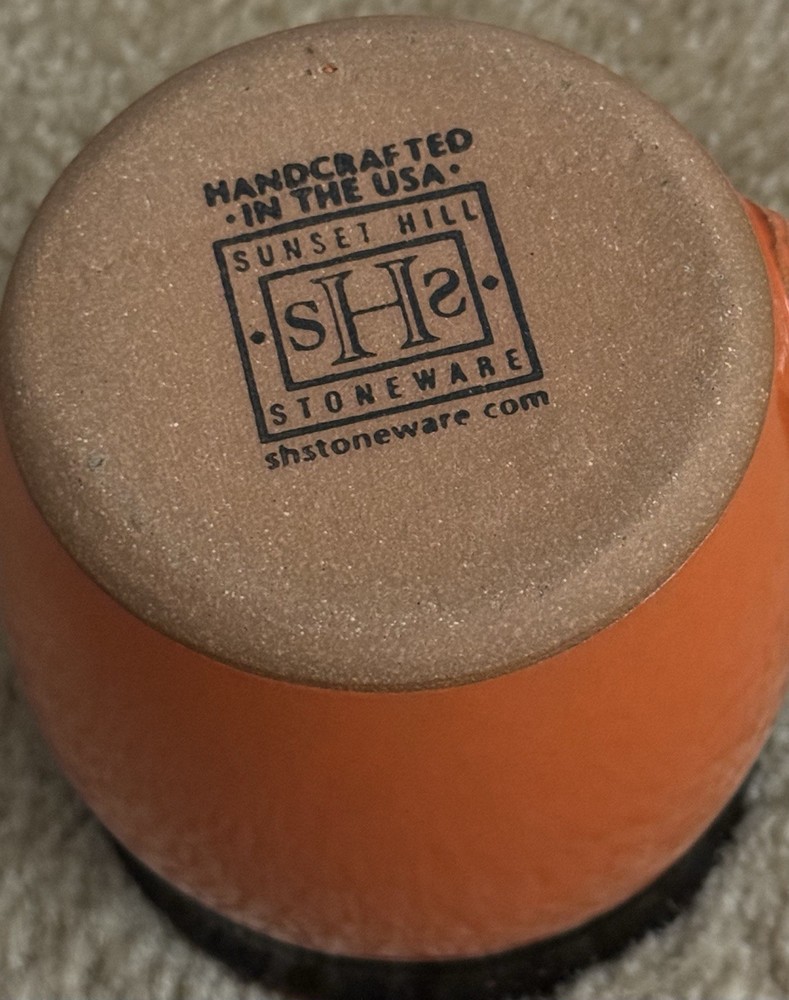 HANDCRAFTED
·IN THE USA·
SUNSET HILL
SHS
STONEWARE
shstoneware com